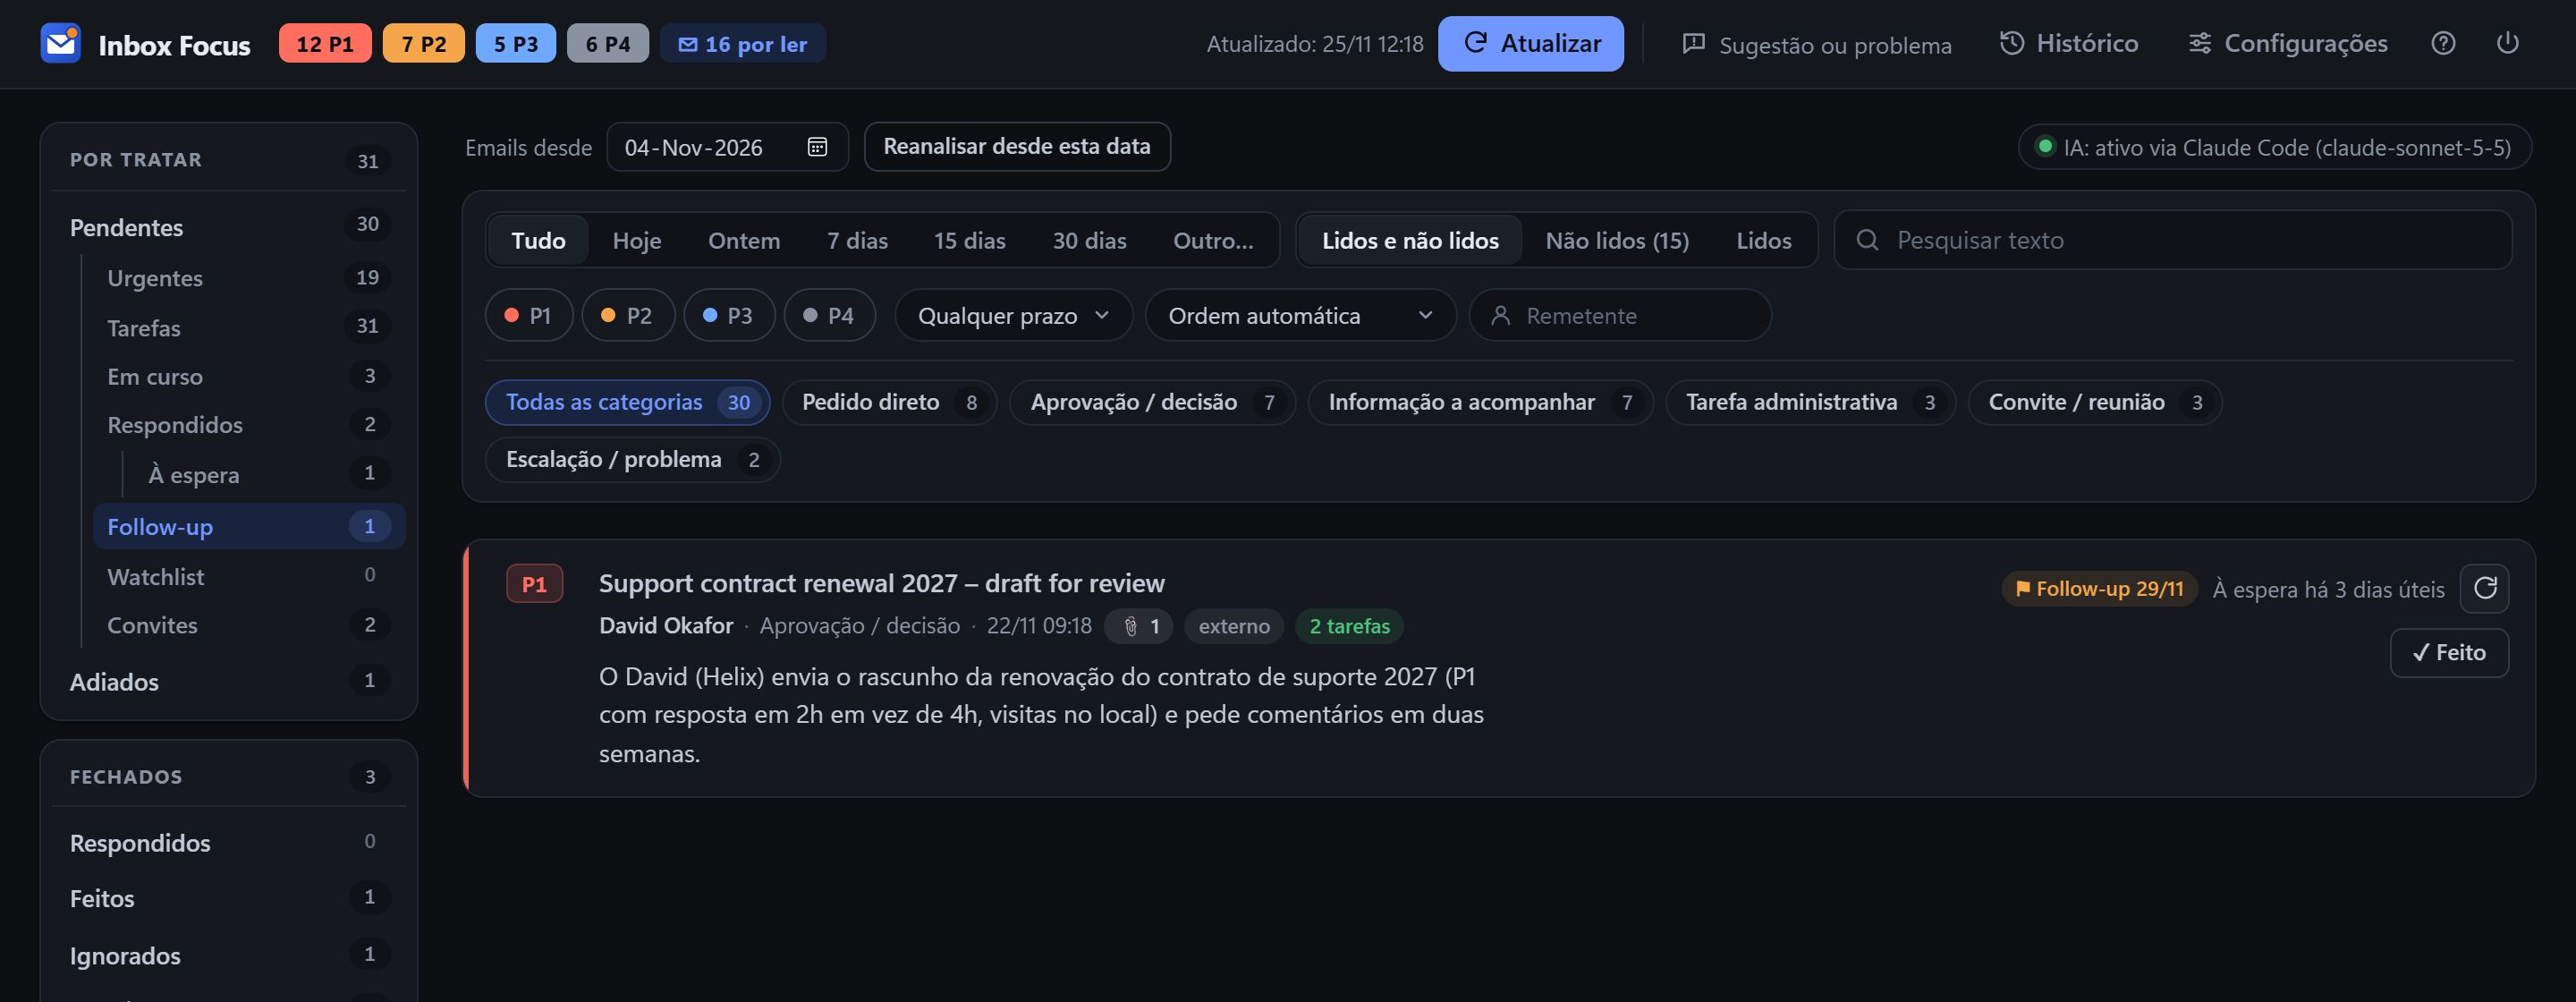 Inbox Focus
12 P1
7 P2
5 P3
6 P4
16 por ler
Atualizado: 25/11 12:18
Atualizar
Sugestão ou problema
Histórico
Configurações
POR TRATAR 31
Pendentes 30
Urgentes 19
Tarefas 31
Em curso 3
Respondidos 2
À espera 1
Follow-up 1
Watchlist 0
Convites 2
Adiados 1
FECHADOS 3
Respondidos 0
Feitos 1
Ignorados 1
Emails desde 04-Nov-2026 Reanalisar desde esta data
IA: ativo via Claude Code (claude-sonnet-5-5)
Tudo Hoje Ontem 7 dias 15 dias 30 dias Outro...
Lidos e não lidos Não lidos (15) Lidos
Pesquisar texto
P1 P2 P3 P4 Qualquer prazo Ordem automática Remetente
Todas as categorias 30 Pedido direto 8 Aprovação / decisão 7 Informação a acompanhar 7 Tarefa administrativa 3 Convite / reunião 3
Escalação / problema 2
P1 Support contract renewal 2027 – draft for review
Follow-up 29/11 À espera há 3 dias úteis
David Okafor · Aprovação / decisão · 22/11 09:18 1 externo 2 tarefas
✓ Feito
O David (Helix) envia o rascunho da renovação do contrato de suporte 2027 (P1
com resposta em 2h em vez de 4h, visitas no local) e pede comentários em duas
semanas.